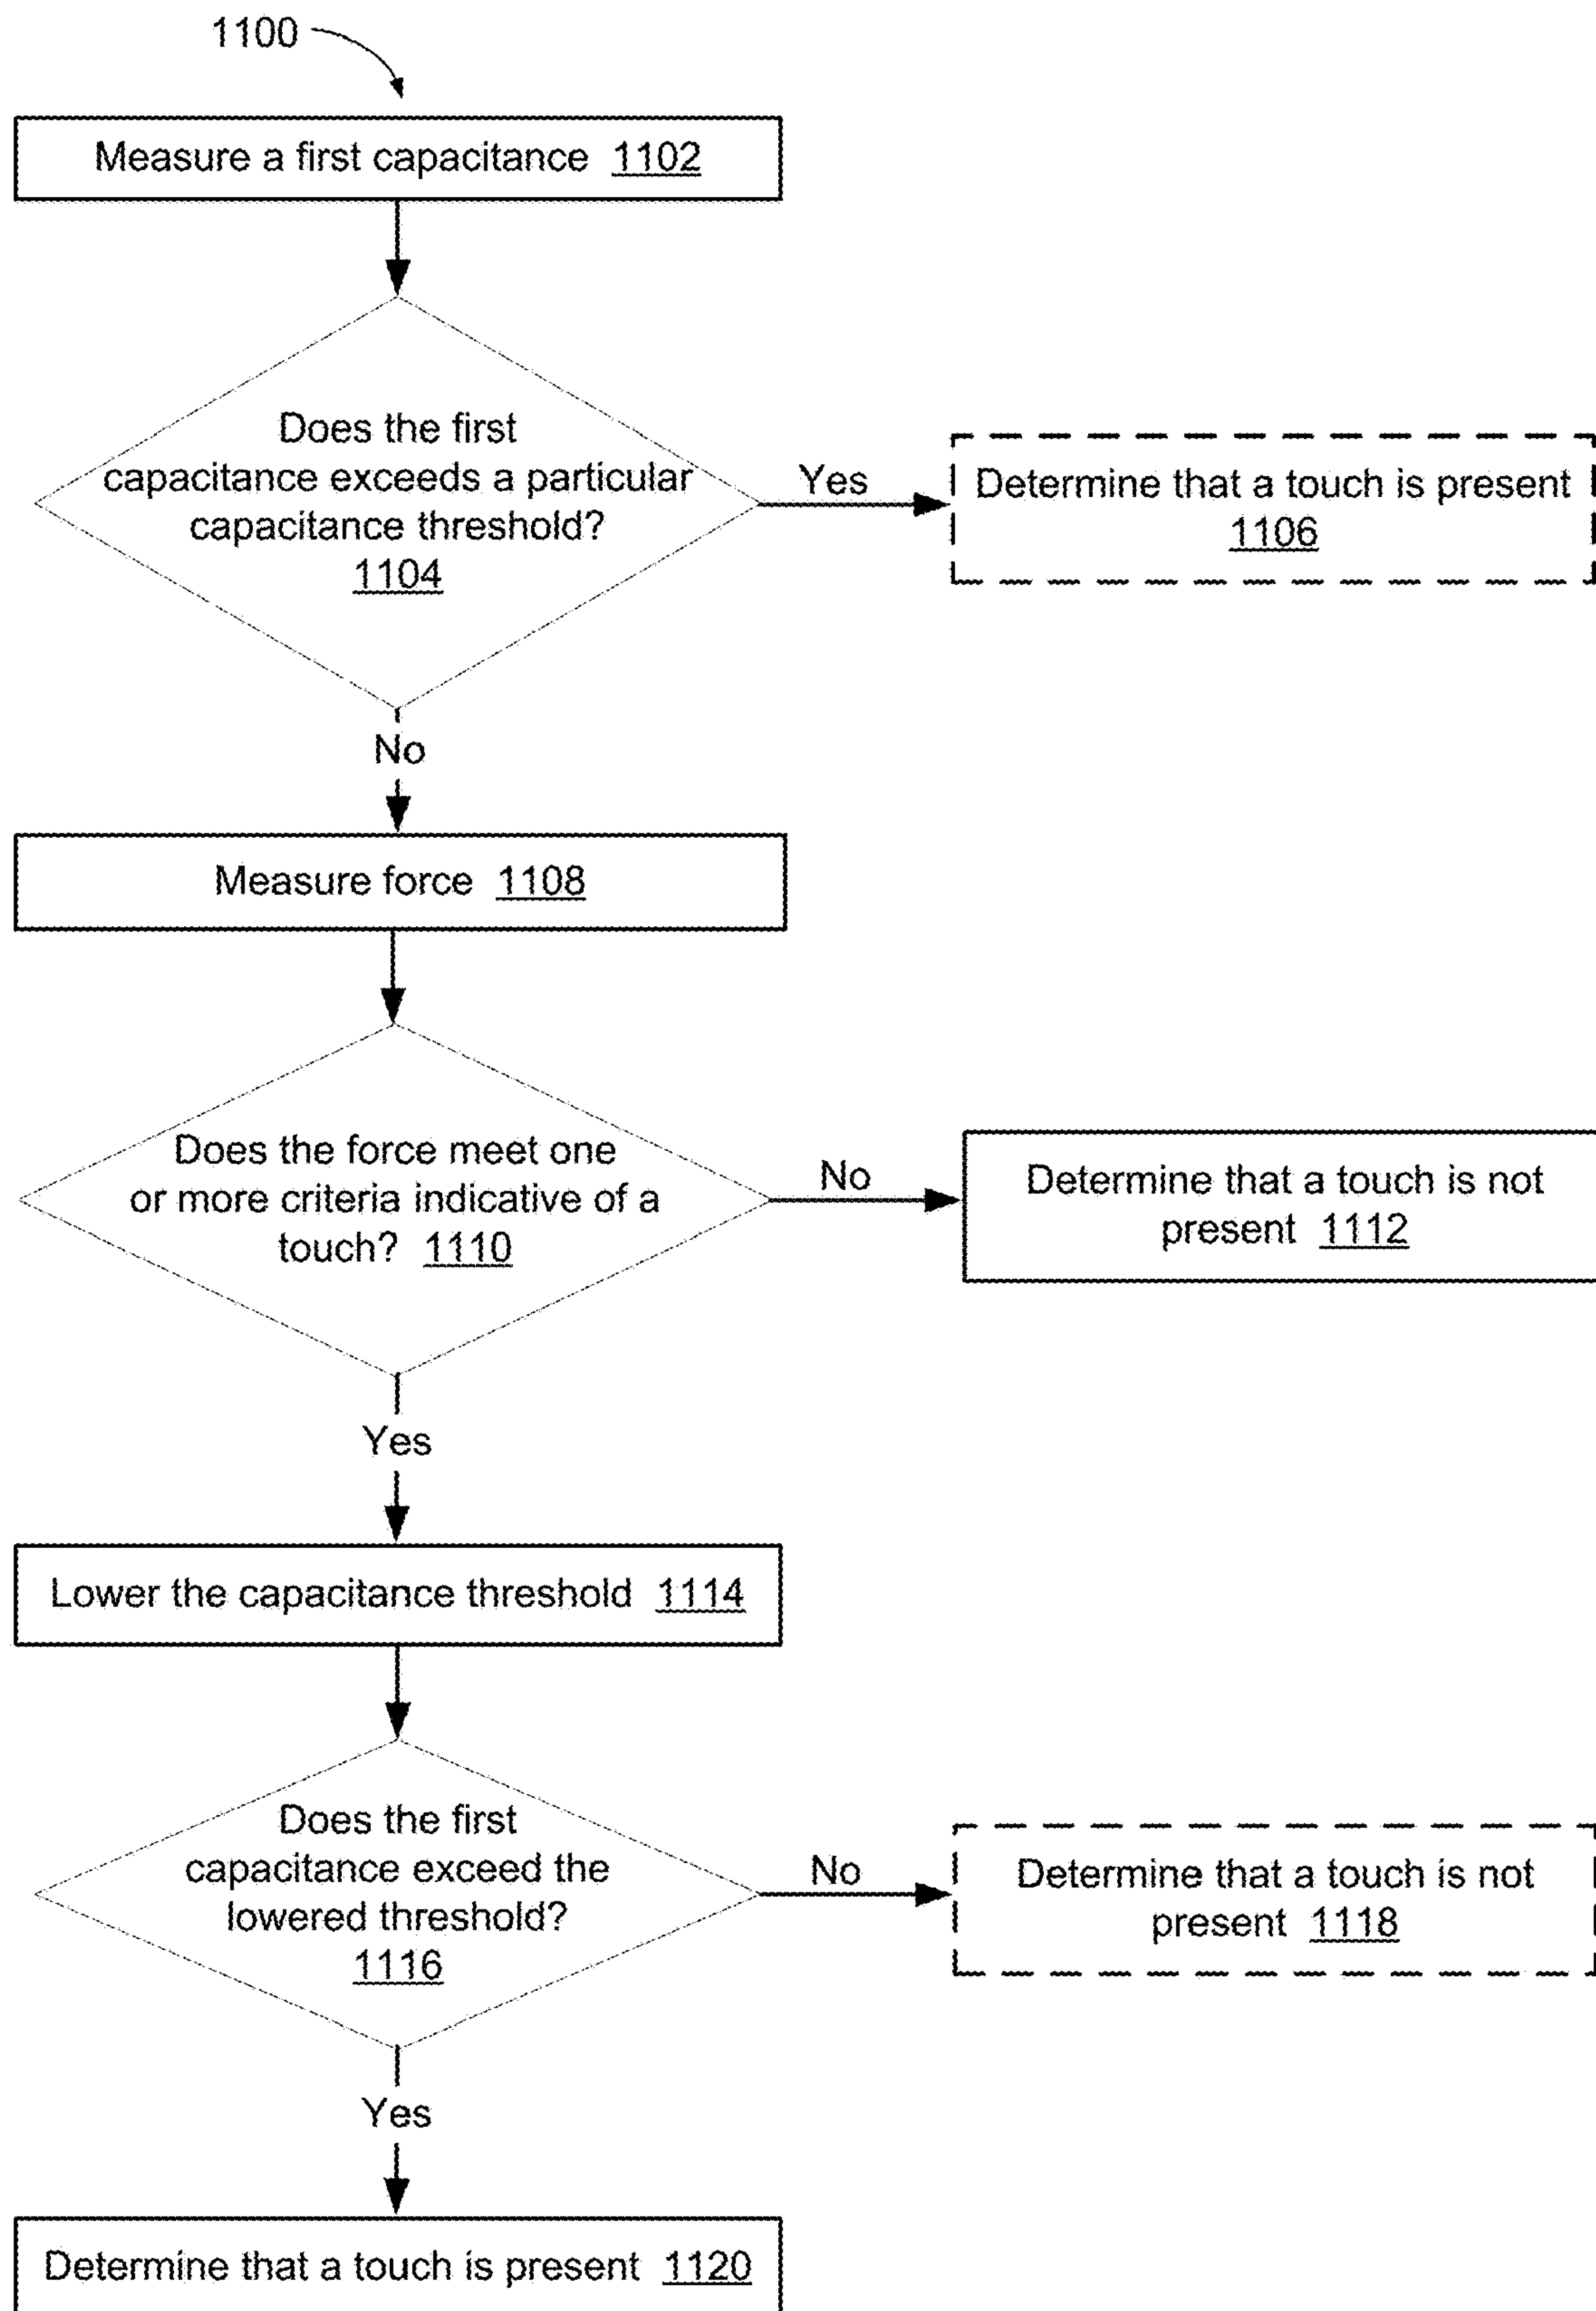 1100
Measure a first capacitance 1102
Does the first
capacitance exceeds a particular
capacitance threshold?
1104
Yes
Determine that a touch is present
1106
No
Measure force 1108
Does the force meet one
or more criteria indicative of a
touch? 1110
No
Determine that a touch is not
present 1112
Yes
Lower the capacitance threshold 1114
Does the first
capacitance exceed the
lowered threshold?
1116
No
Determine that a touch is not
present 1118
Yes
Determine that a touch is present 1120